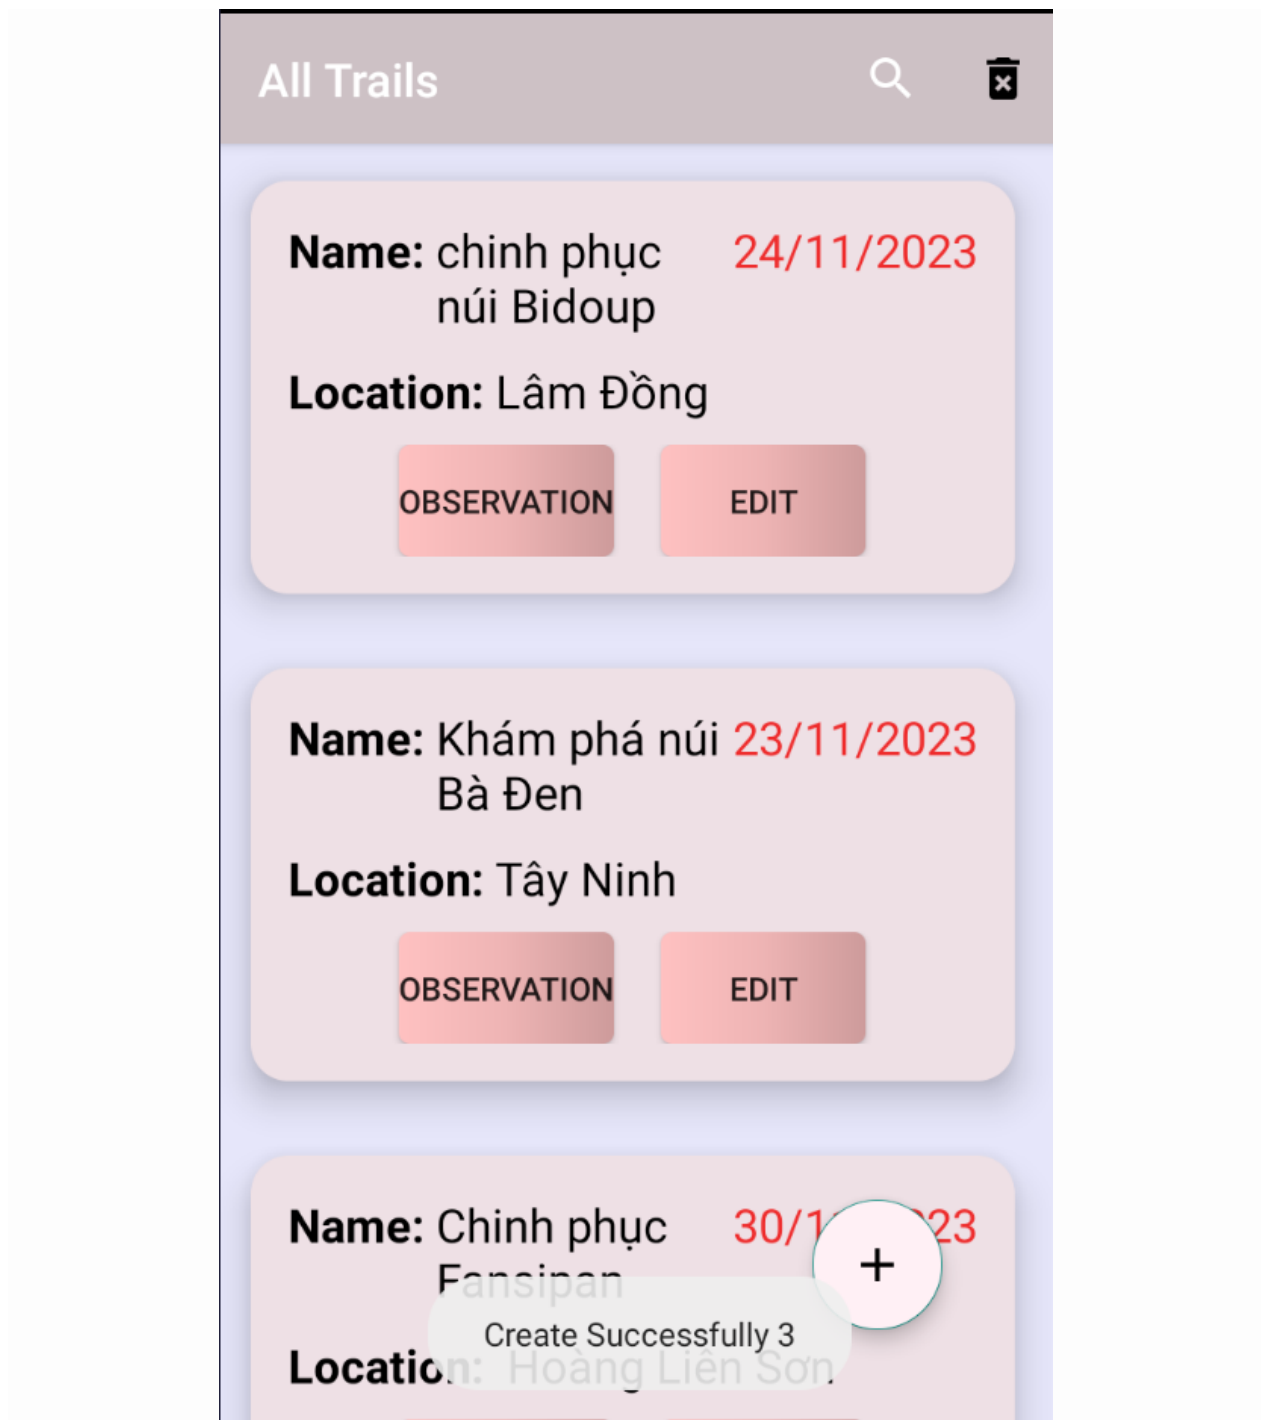 All Trails
Name: chinh phục 24/11/2023
núi Bidoup
Location: Lâm Đồng
OBSERVATION EDIT
Name: Khám phá núi 23/11/2023
Bà Đen
Location: Tây Ninh
OBSERVATION EDIT
Name: Chinh phục
Fansipan
Create Successfully 3
Location: Hoàng Liên Sơn